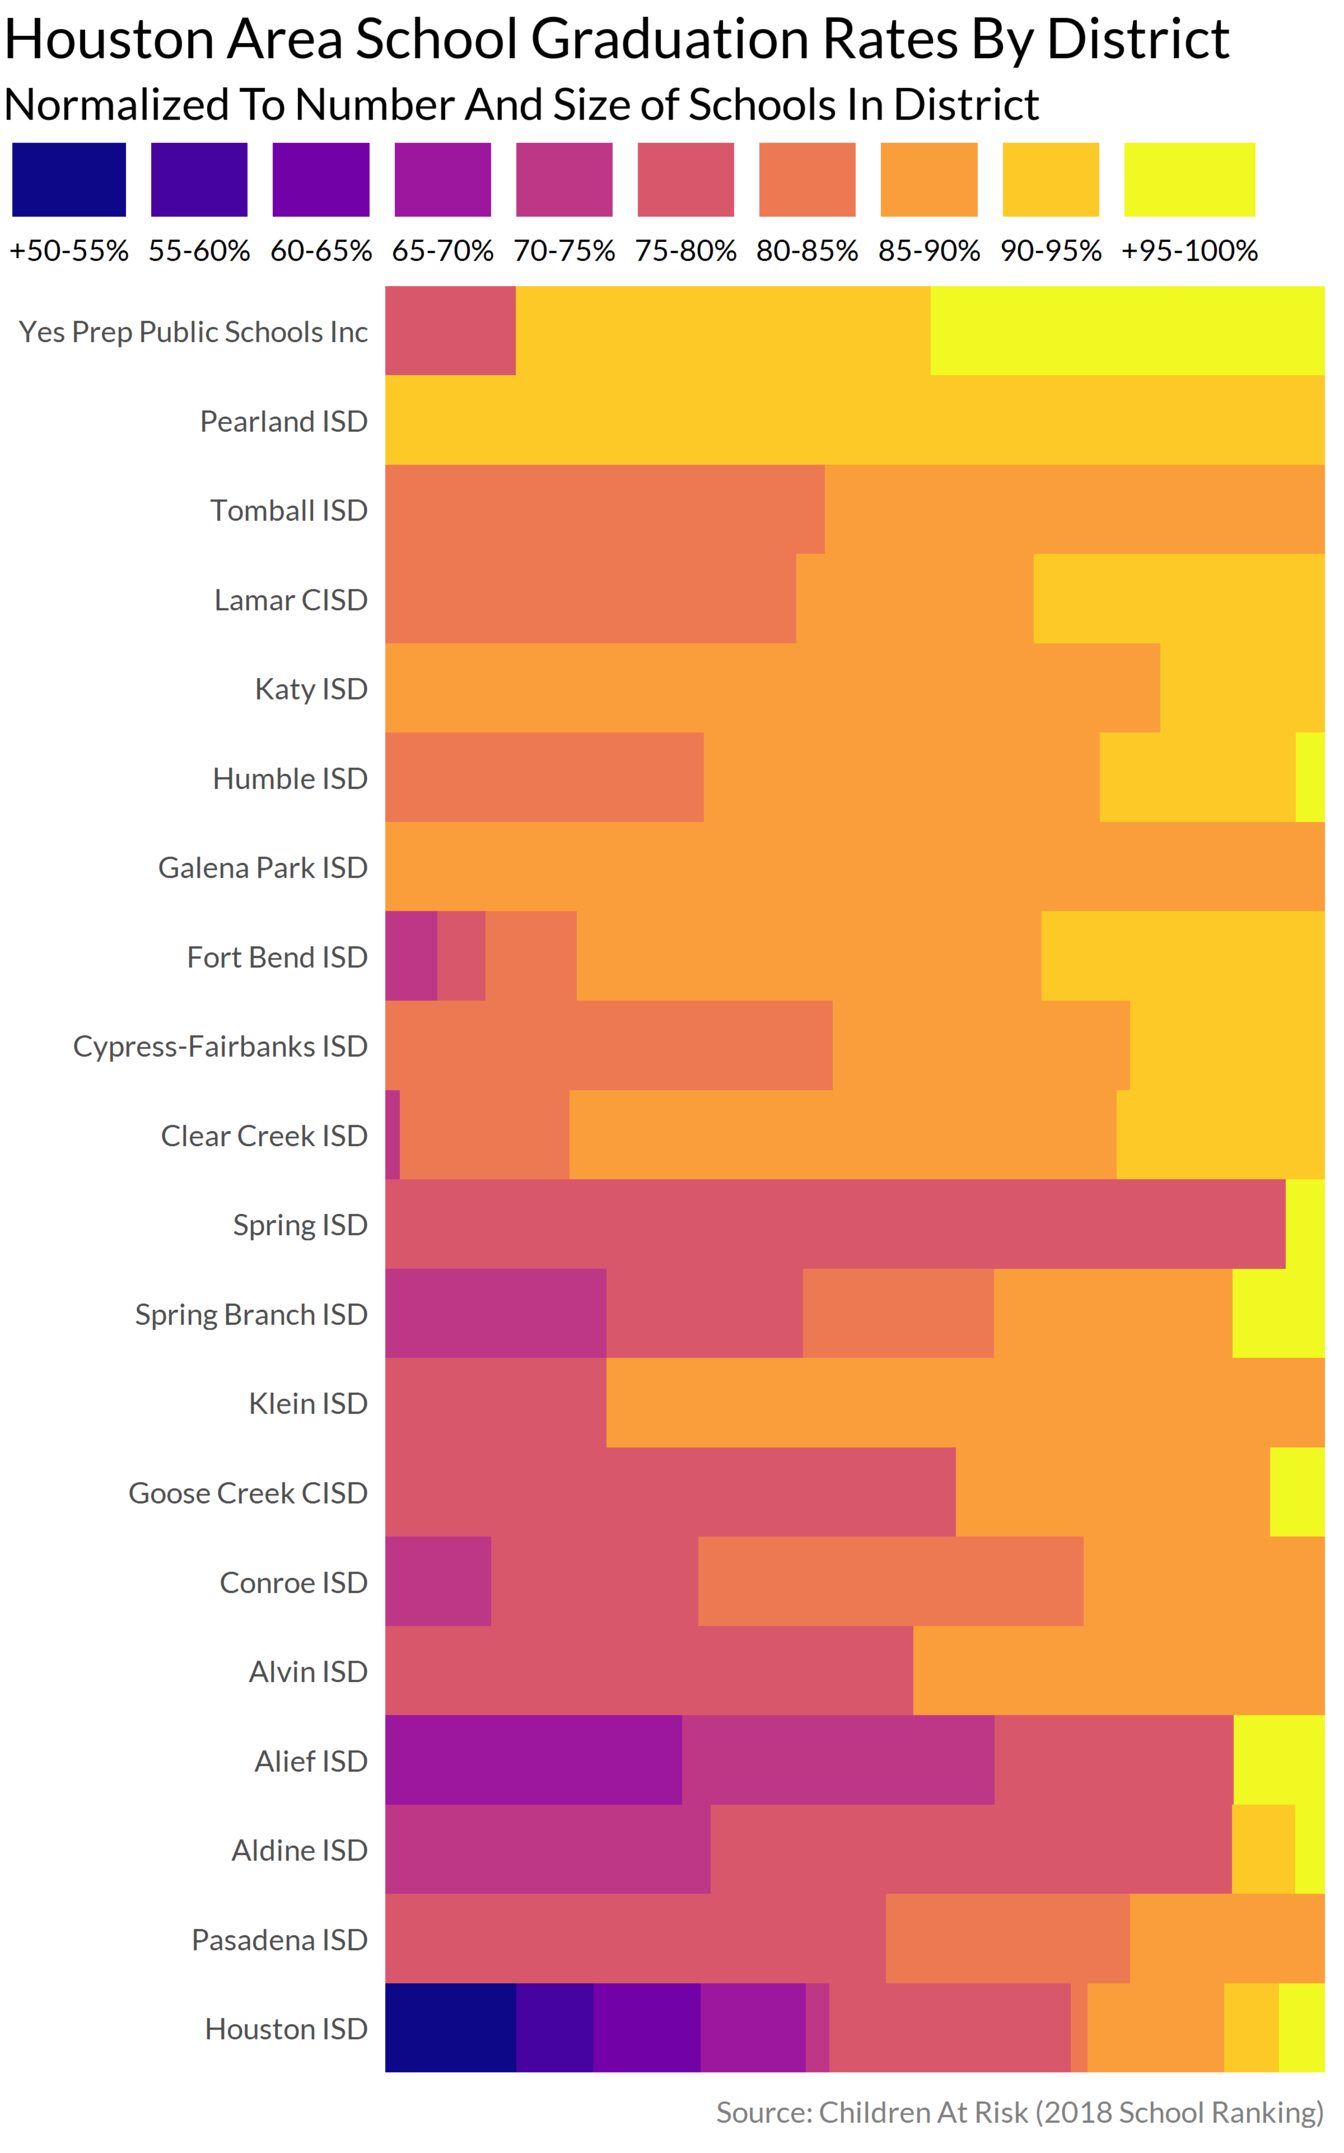 Houston Area School Graduation Rates By District
Normalized To Number And Size of Schools In District
+50-55% 55-60% 60-65% 65-70% 70-75% 75-80% 80-85% 85-90% 90-95% +95-100%
Yes Prep Public Schools Inc
Pearland ISD
Tomball ISD
Lamar CISD
Katy ISD
Humble ISD
Galena Park ISD
Fort Bend ISD
Cypress-Fairbanks ISD
Clear Creek ISD
Spring ISD
Spring Branch ISD
Klein ISD
Goose Creek CISD
Conroe ISD
Alvin ISD
Alief ISD
Aldine ISD
Pasadena ISD
Houston ISD
Source: Children At Risk (2018 School Ranking)